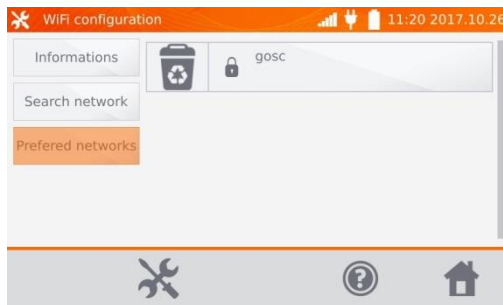 WiFi configuration
11:20 2017.10.26
Informations
gosc
Search network
Prefered networks